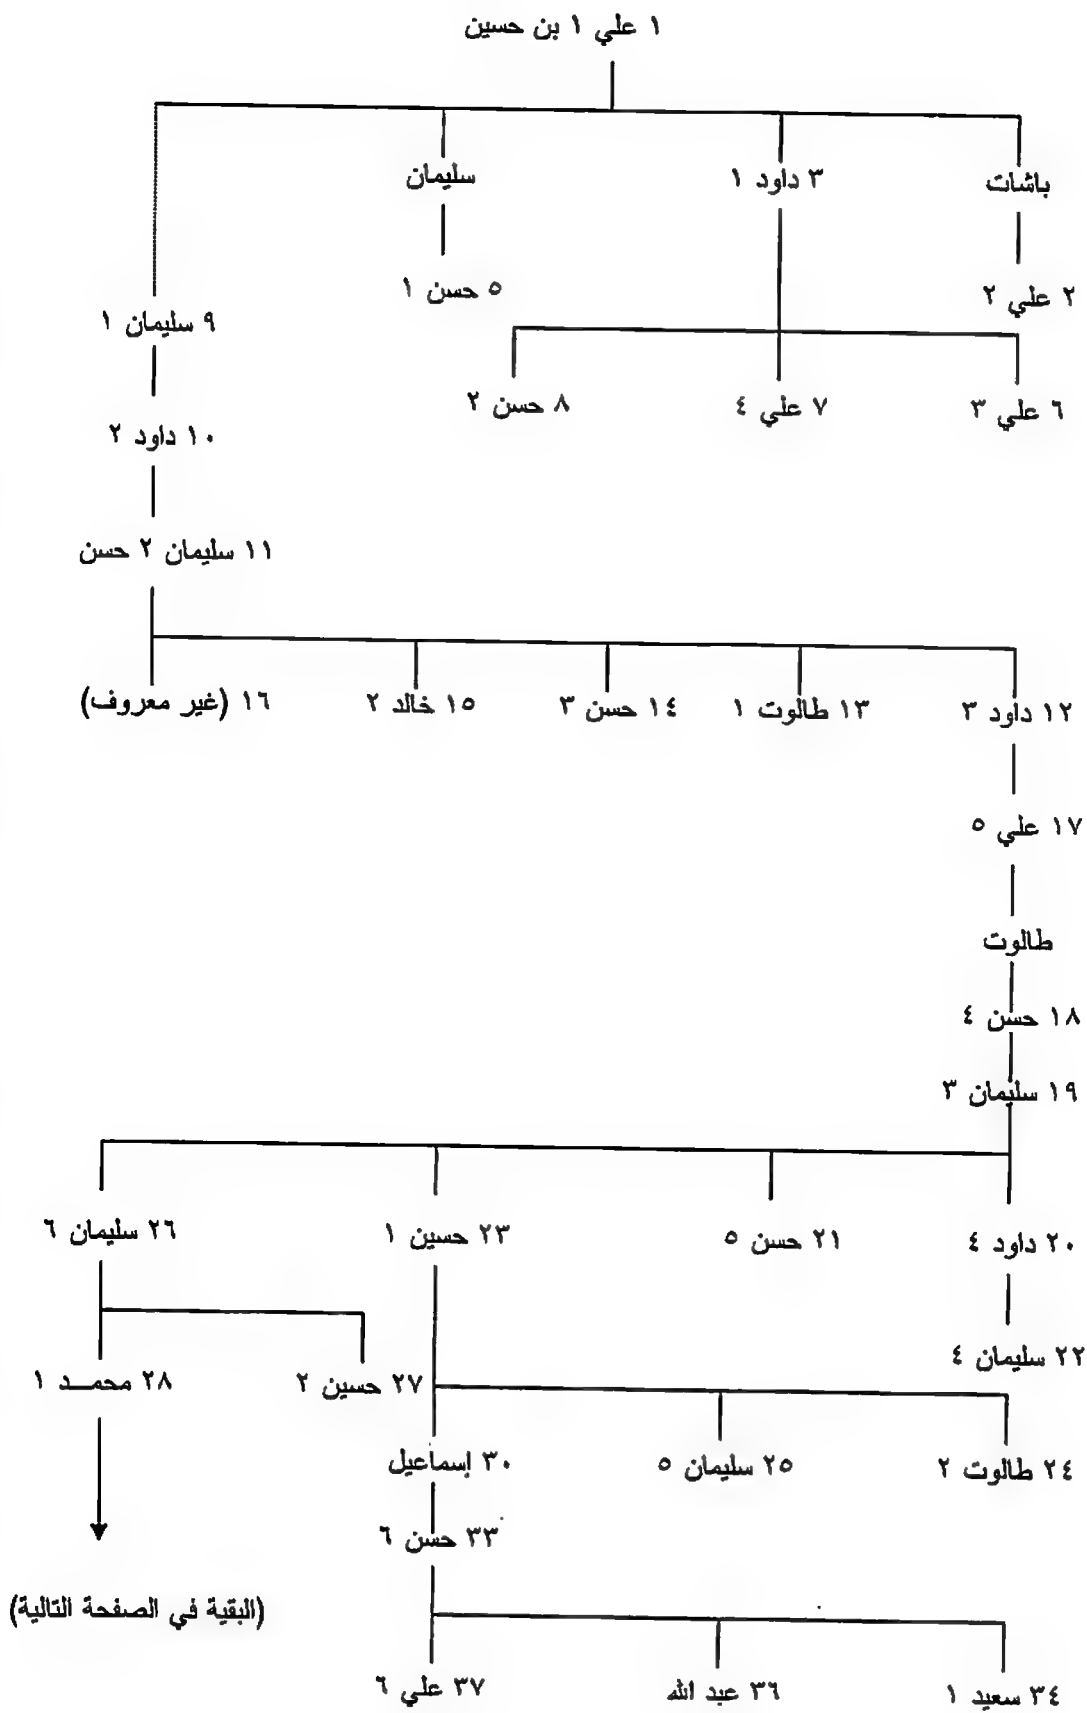 ١ علي ١ بن حسين
باشات
٣ داود ١
سليمان
٢ علي ٢
٥ حسن ١
٩ سليمان ١
٦ علي ٣
٧ علي ٤
٨ حسن ٢
١٠ داود ٢
١١ سليمان ٢ حسن
١٢ داود ٣
١٣ طالوت ١
١٤ حسن ٣
١٥ خالد ٢
١٦ (غير معروف)
١٧ علي ٥
طالوت
١٨ حسن ٤
١٩ سليمان ٣
٢٠ داود ٤
٢١ حسن ٥
٢٣ حسين ١
٢٦ سليمان ٦
٢٢ سليمان ٤
٢٧ حسين ٢
٢٨ محمـد ١
٢٤ طالوت ٢
٢٥ سليمان ٥
٣٠ إسماعيل
٣٣ حسن ٦
(البقية في الصفحة التالية)
٣٤ سعيد ١
٣٦ عبد الله
٣٧ علي ٦